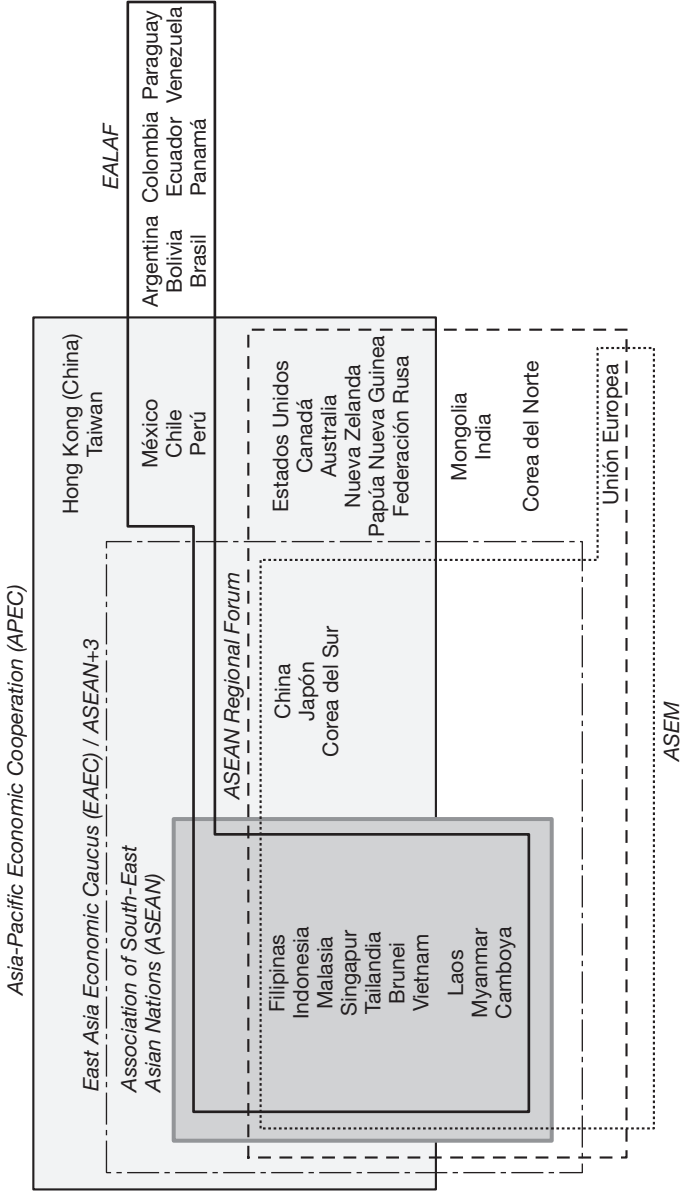 Asia-Pacific Economic Cooperation (APEC)
East Asia Economic Caucus (EAEC) / ASEAN+3
Association of South-East
Asian Nations (ASEAN)
Filipinas
Indonesia
Malasia
Singapur
Tailandia
Brunei
Vietnam
Laos
Myanmar
Camboya
ASEAN Regional Forum
China
Japón
Corea del Sur
Hong Kong (China)
Taiwan
México
Chile
Perú
Estados Unidos
Canadá
Australia
Nueva Zelanda
Papúa Nueva Guinea
Federación Rusa
Mongolia
India
Corea del Norte
Unión Europea
ASEM
EALAF
Argentina Colombia Paraguay
Bolivia Ecuador Venezuela
Brasil Panamá